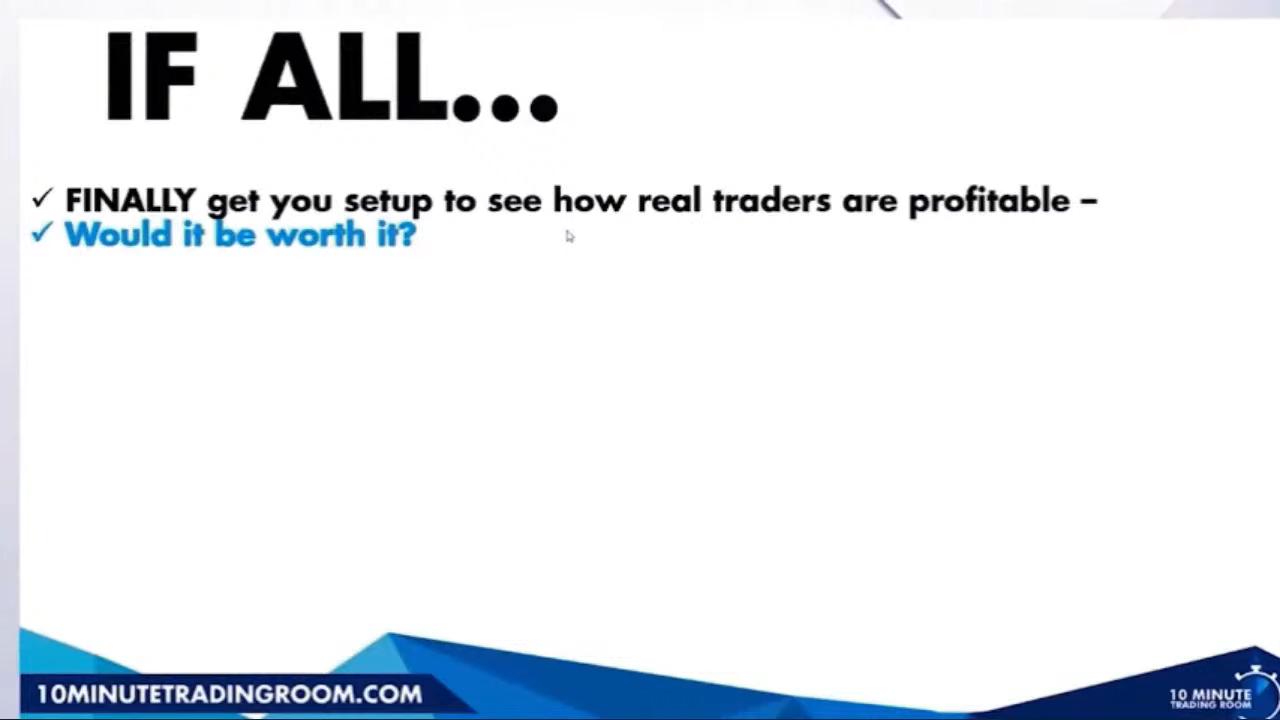 IF ALL...
✓ FINALLY get you setup to see how real traders are profitable –
✓ Would it be worth it?
10MINUTETRADINGROOM.COM
10 MINUTE
TRADING ROOM